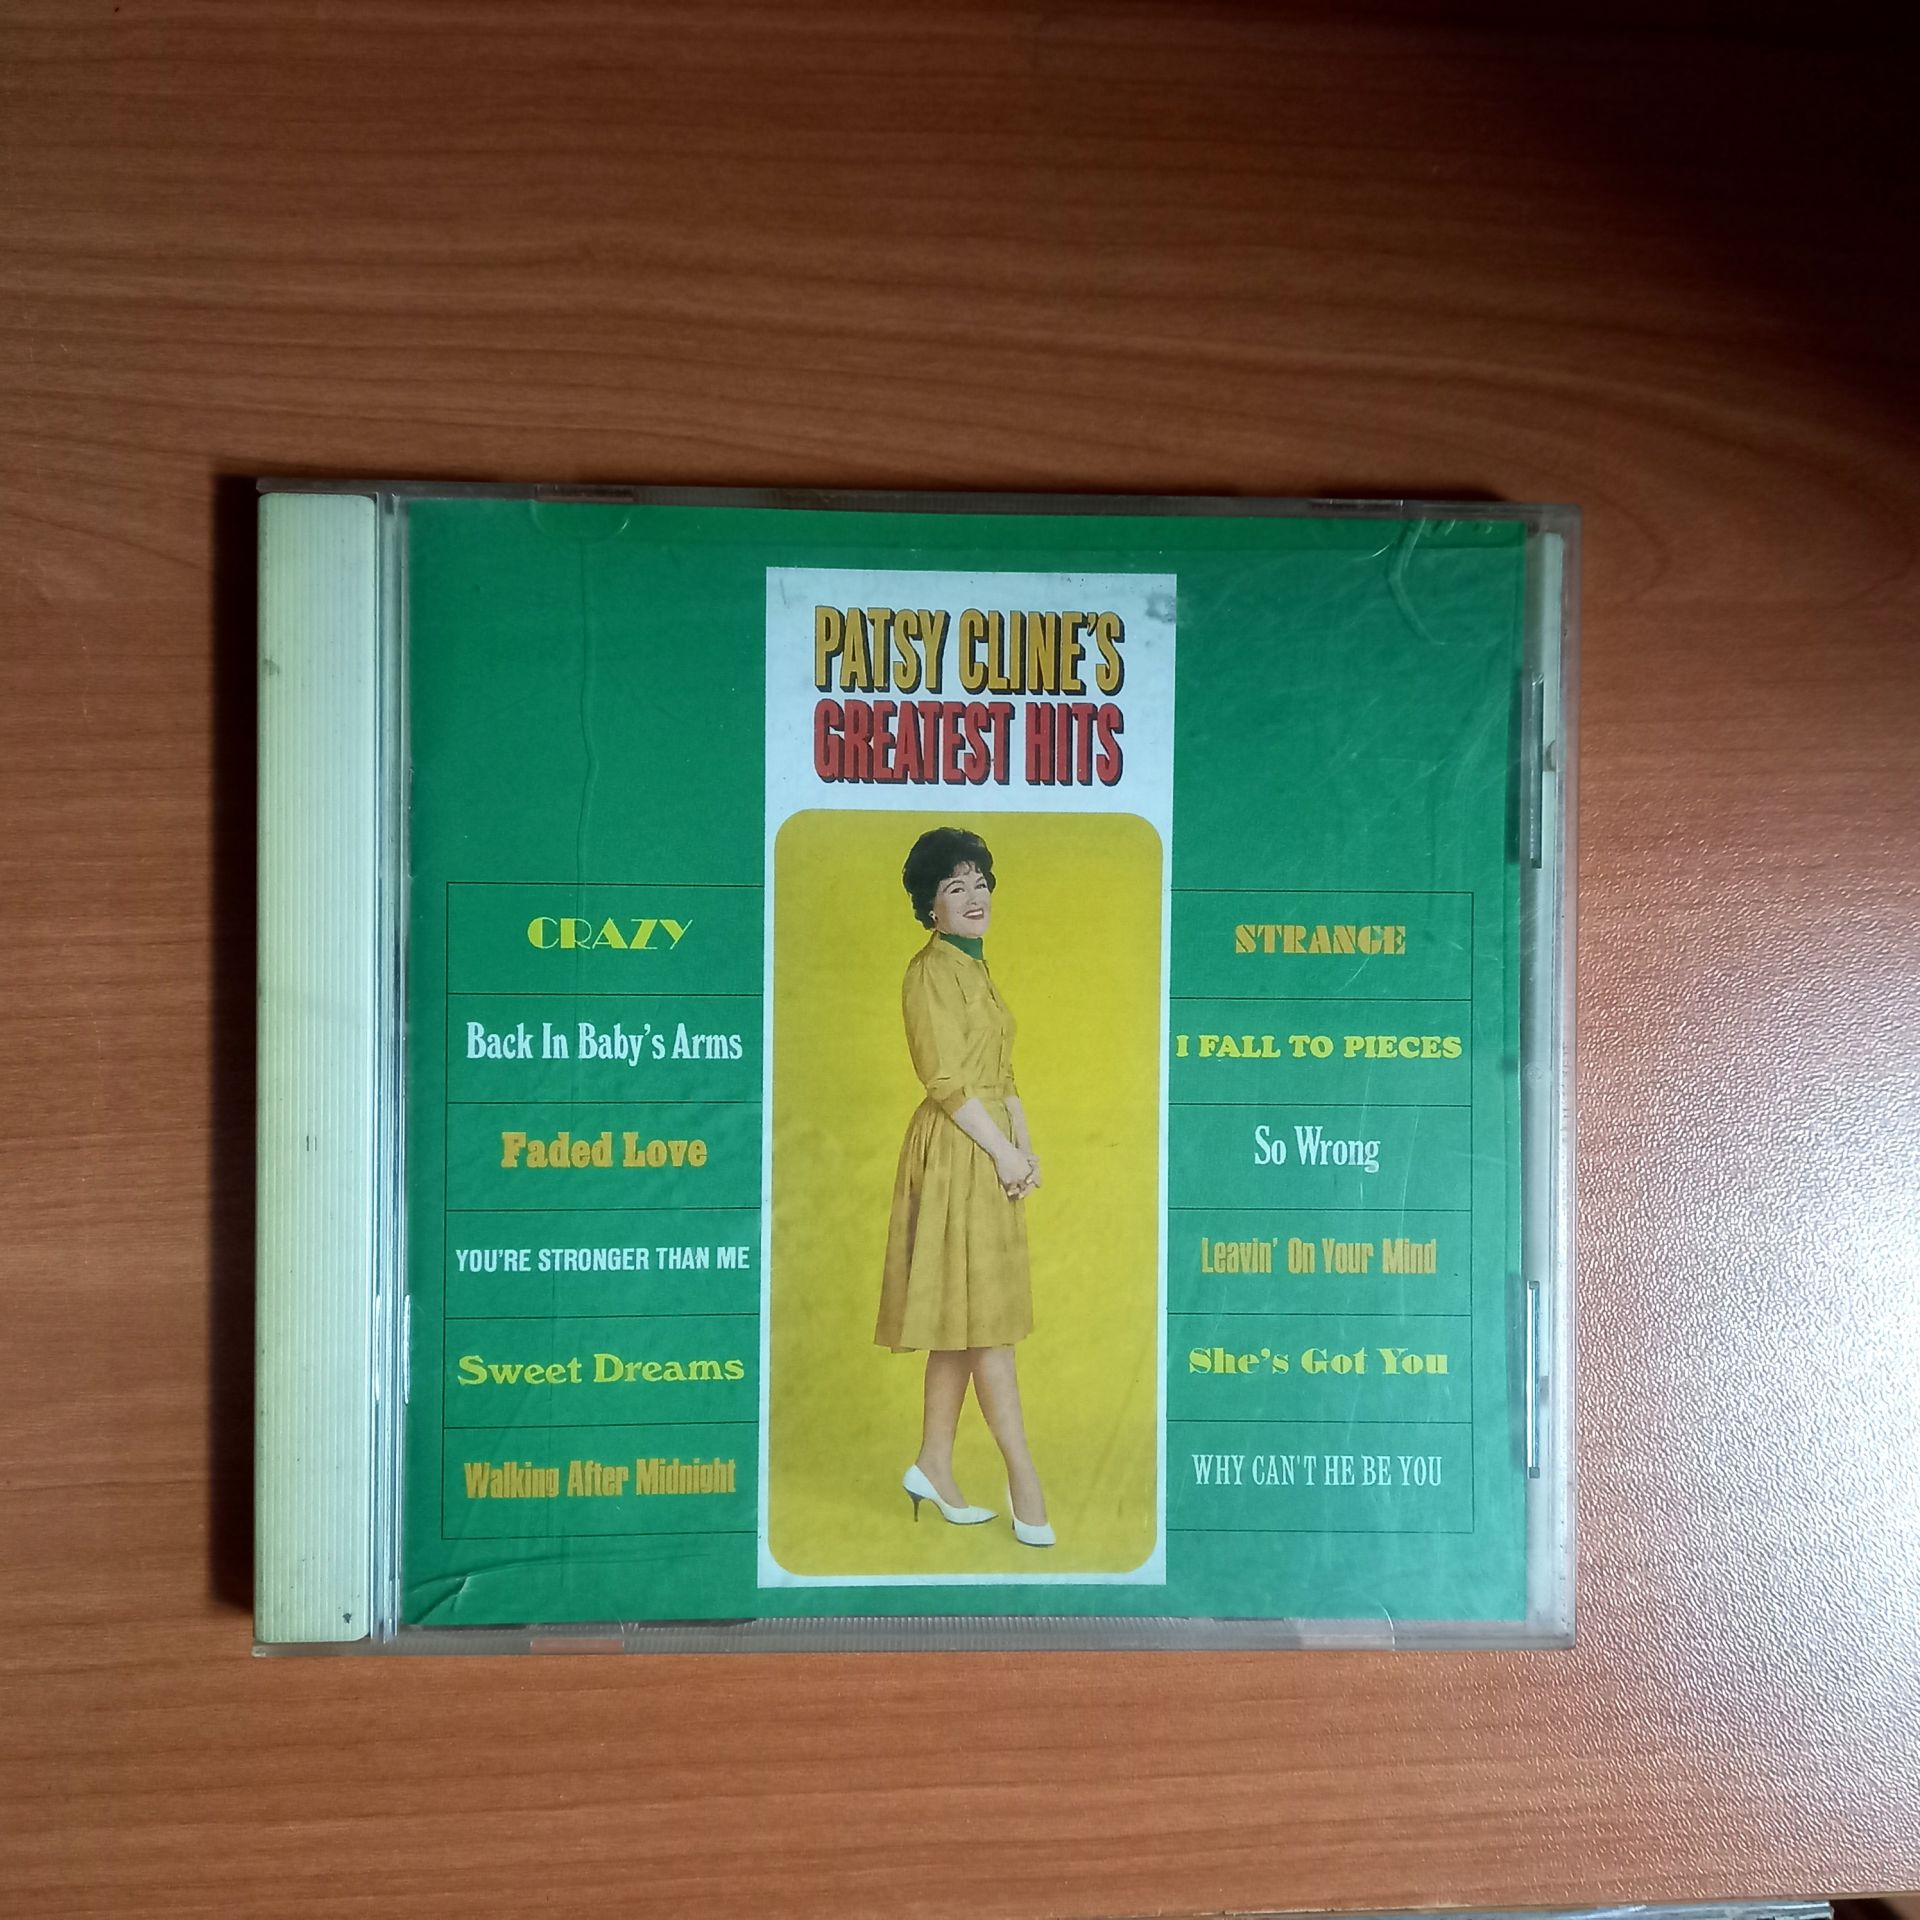 PATSY CLINE'S
GREATEST HITS
CRAZY
Back In Baby's Arms
Faded Love
YOU'RE STRONGER THAN ME
Sweet Dreams
Walking After Midnight
STRANGE
I FALL TO PIECES
So Wrong
Leavin' On Your Mind
She's Got You
WHY CAN'T HE BE YOU